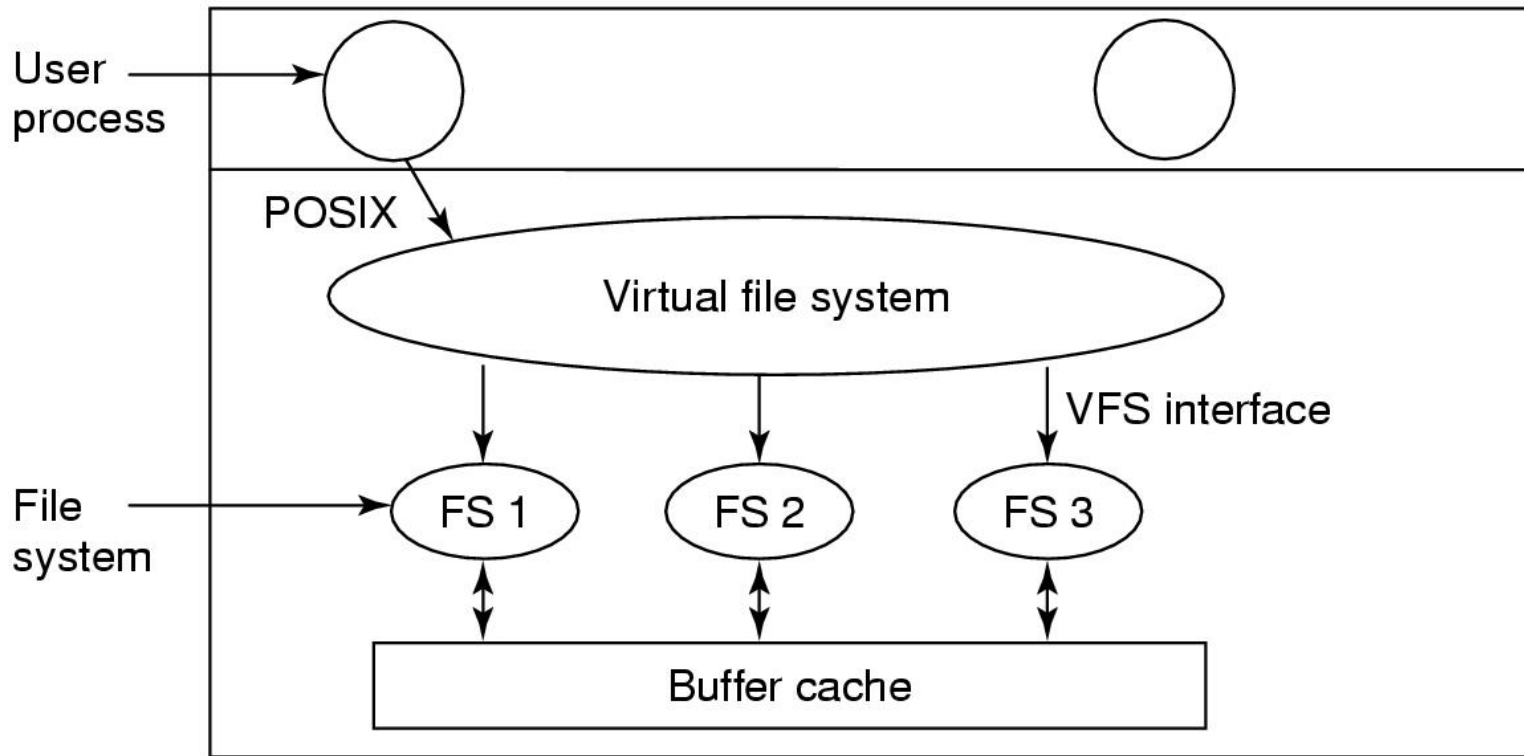 User
process
POSIX
Virtual file system
VFS interface
File
system
FS 1
FS 2
FS 3
Buffer cache